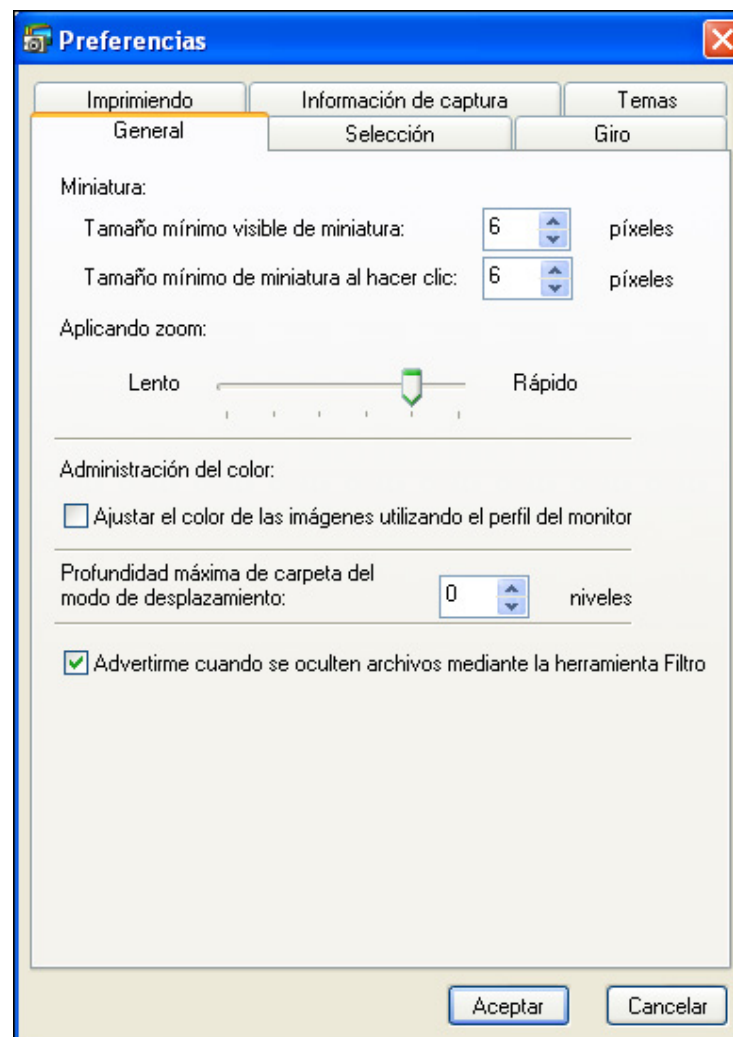 Preferencias
Imprimiendo Información de captura Temas
General Selección Giro
Miniatura:
Tamaño mínimo visible de miniatura: 6 píxeles
Tamaño mínimo de miniatura al hacer clic: 6 píxeles
Aplicando zoom:
Lento Rápido
Administración del color:
Ajustar el color de las imágenes utilizando el perfil del monitor
Profundidad máxima de carpeta del
modo de desplazamiento: 0 niveles
Advertirme cuando se oculten archivos mediante la herramienta Filtro
Aceptar Cancelar